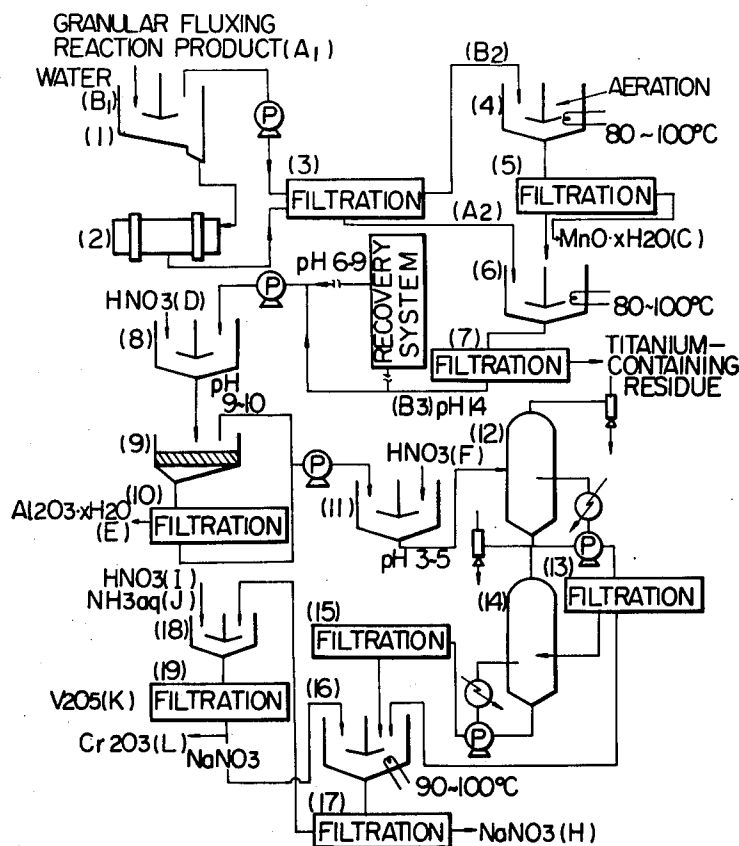 GRANULAR FLUXING
REACTION PRODUCT(A1)
WATER
(B1)
(1)
P
(2)
(3)
FILTRATION
(B2)
(4)
AERATION
80~100°C
(5)
FILTRATION
MnO·xH2O(C)
(A2)
(6)
80~100°C
(7)
FILTRATION
TITANIUM-
CONTAINING
RESIDUE
pH 6-9
RECOVERY
SYSTEM
P
(B3)pH14
HNO3(D)
(8)
pH
9-10
(9)
(10)
Al2O3·xH2O
(E)
FILTRATION
P
HNO3(F)
(11)
pH 3-5
(12)
P
(13)
FILTRATION
(14)
P
(15)
FILTRATION
HNO3(I)
NH3aq(J)
(18)
(19)
FILTRATION
V2O5(K)
Cr2O3(L)
NaNO3
(16)
90~100°C
(17)
FILTRATION
NaNO3(H)